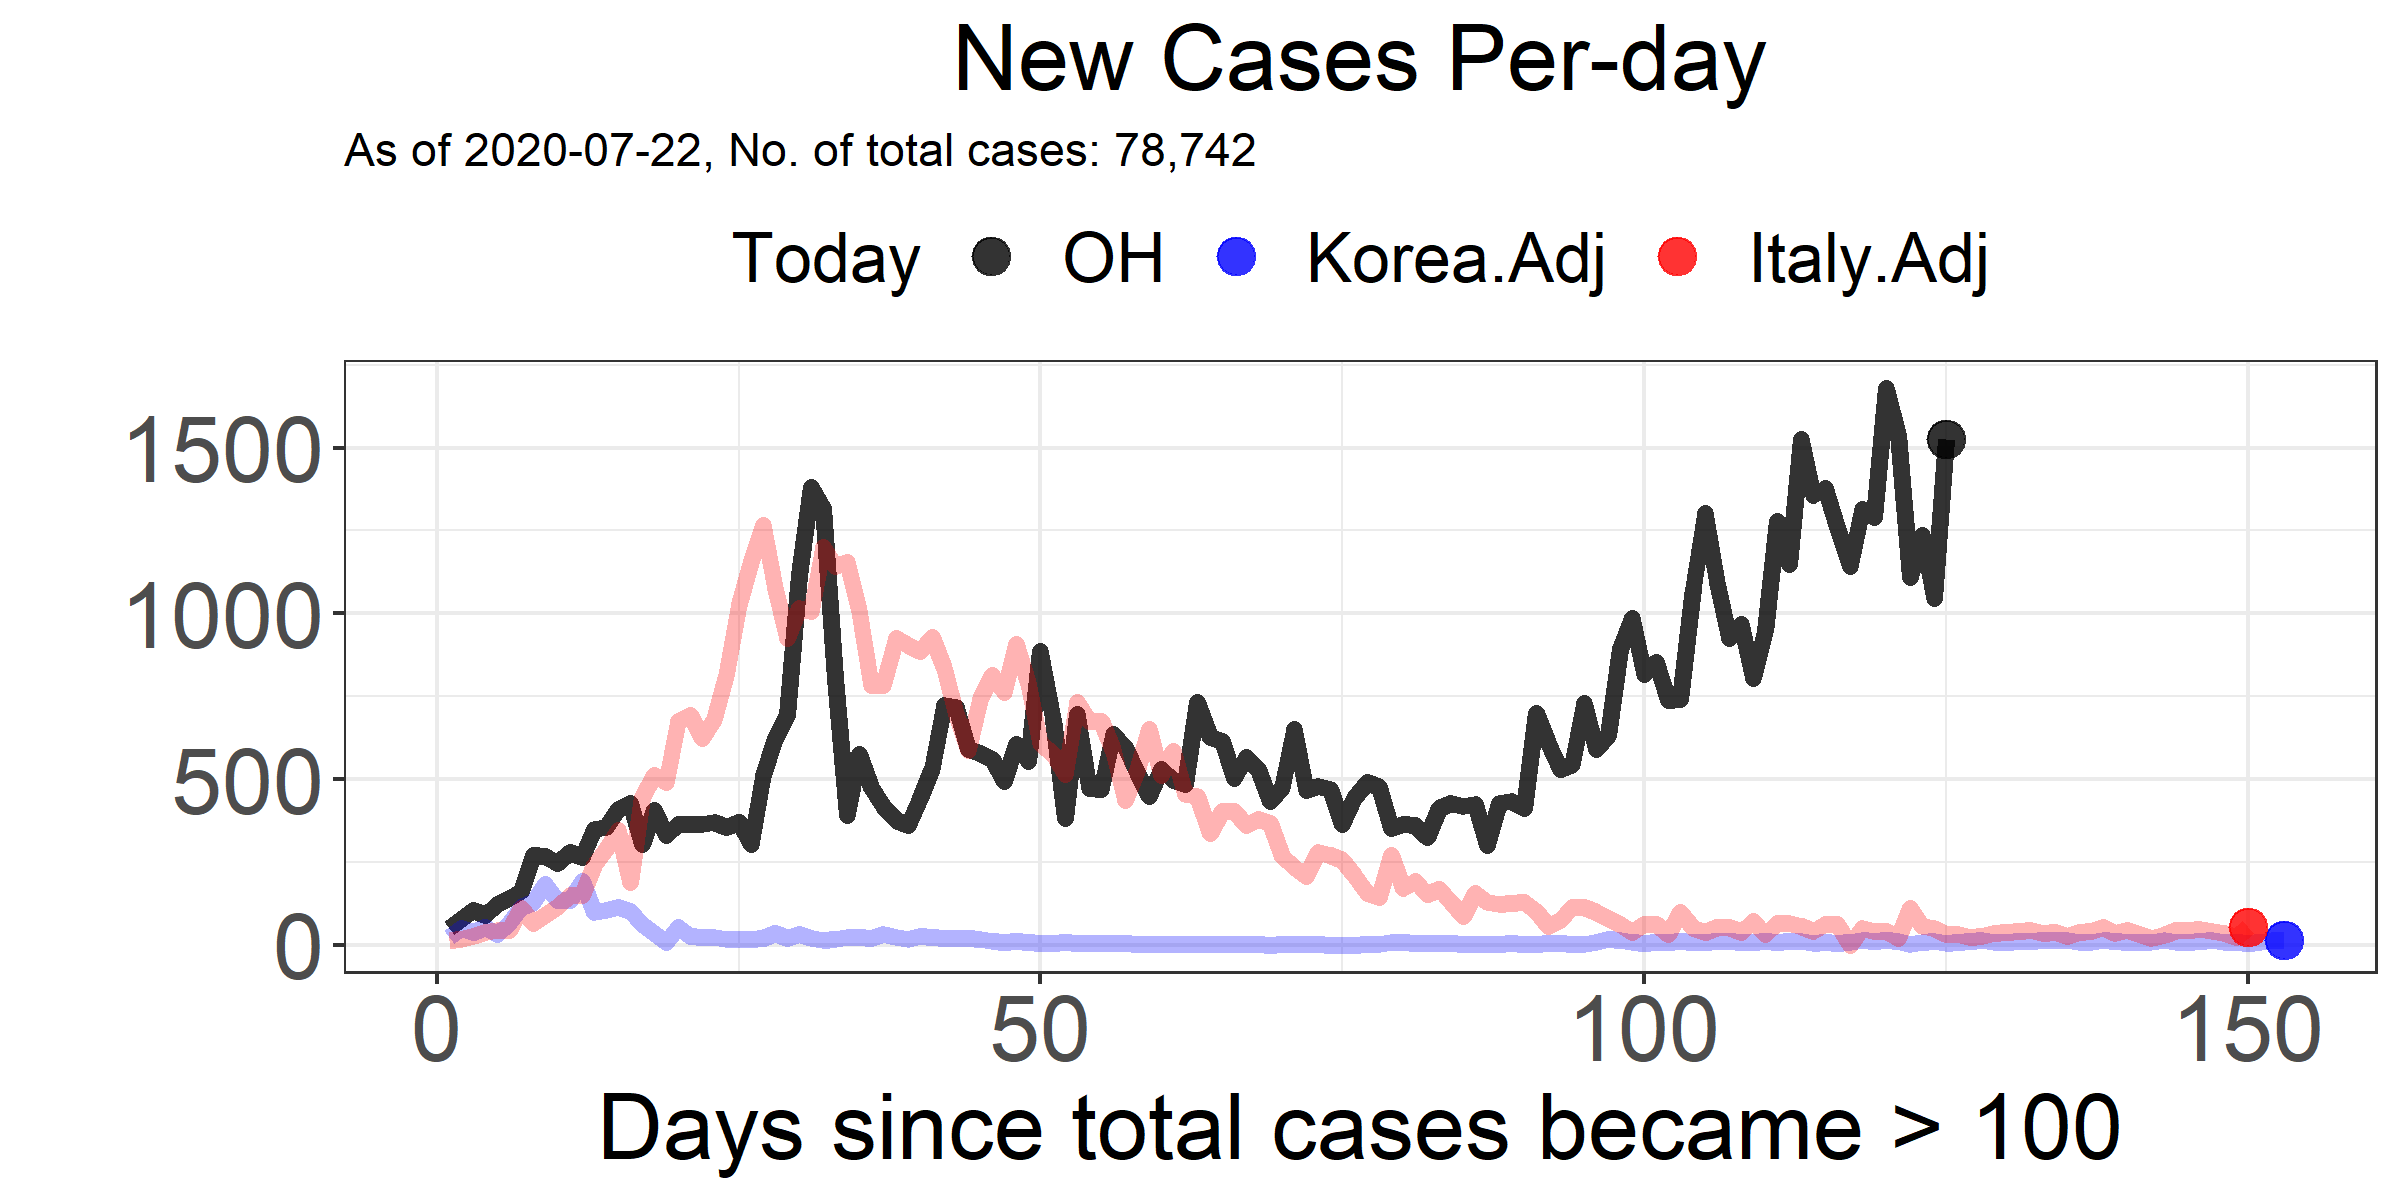 New Cases Per-day
As of 2020-07-22, No. of total cases: 78,742
Today OH Korea.Adj Italy.Adj
1500
1000
500
0
0 50 100 150
Days since total cases became > 100